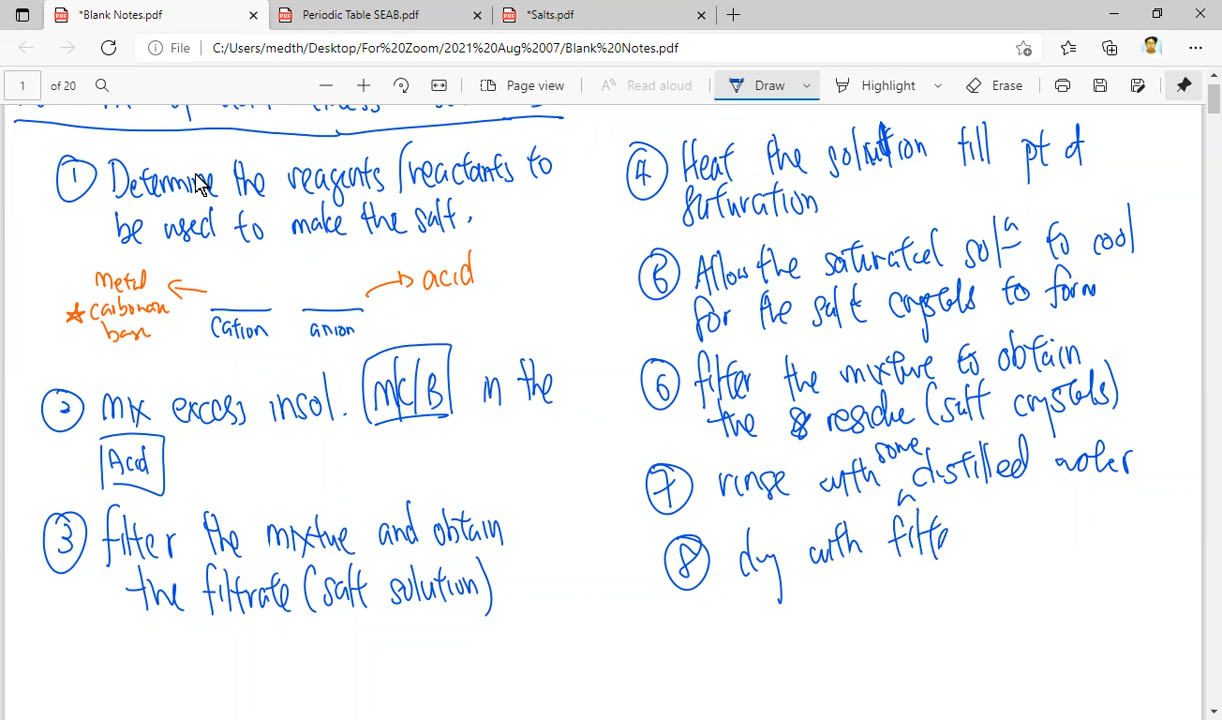 *Blank Notes.pdf
Periodic Table SEAB.pdf
*Salts.pdf
File
C:/Users/medth/Desktop/For%20Zoom/2021%20Aug%2007/Blank%20Notes.pdf
1 of 20
Page view
Read aloud
Draw
Highlight
Erase
① Determine the reagents / reactants to
be used to make the salt.
metal
carbonate
base
acid
cation
anion
② mix excess insol. M/C/B in the
Acid
③ filter the mixtue and obtain
the filtrate (salt solution)
④ Heat the solution till pt of
saturation
⑤ Allow the saturated sol n to cool
for the salt crystals to form
⑥ filter the mixture to obtain
the residue (salt crystals)
⑦ rinse with some distilled water
⑧ dry with filte